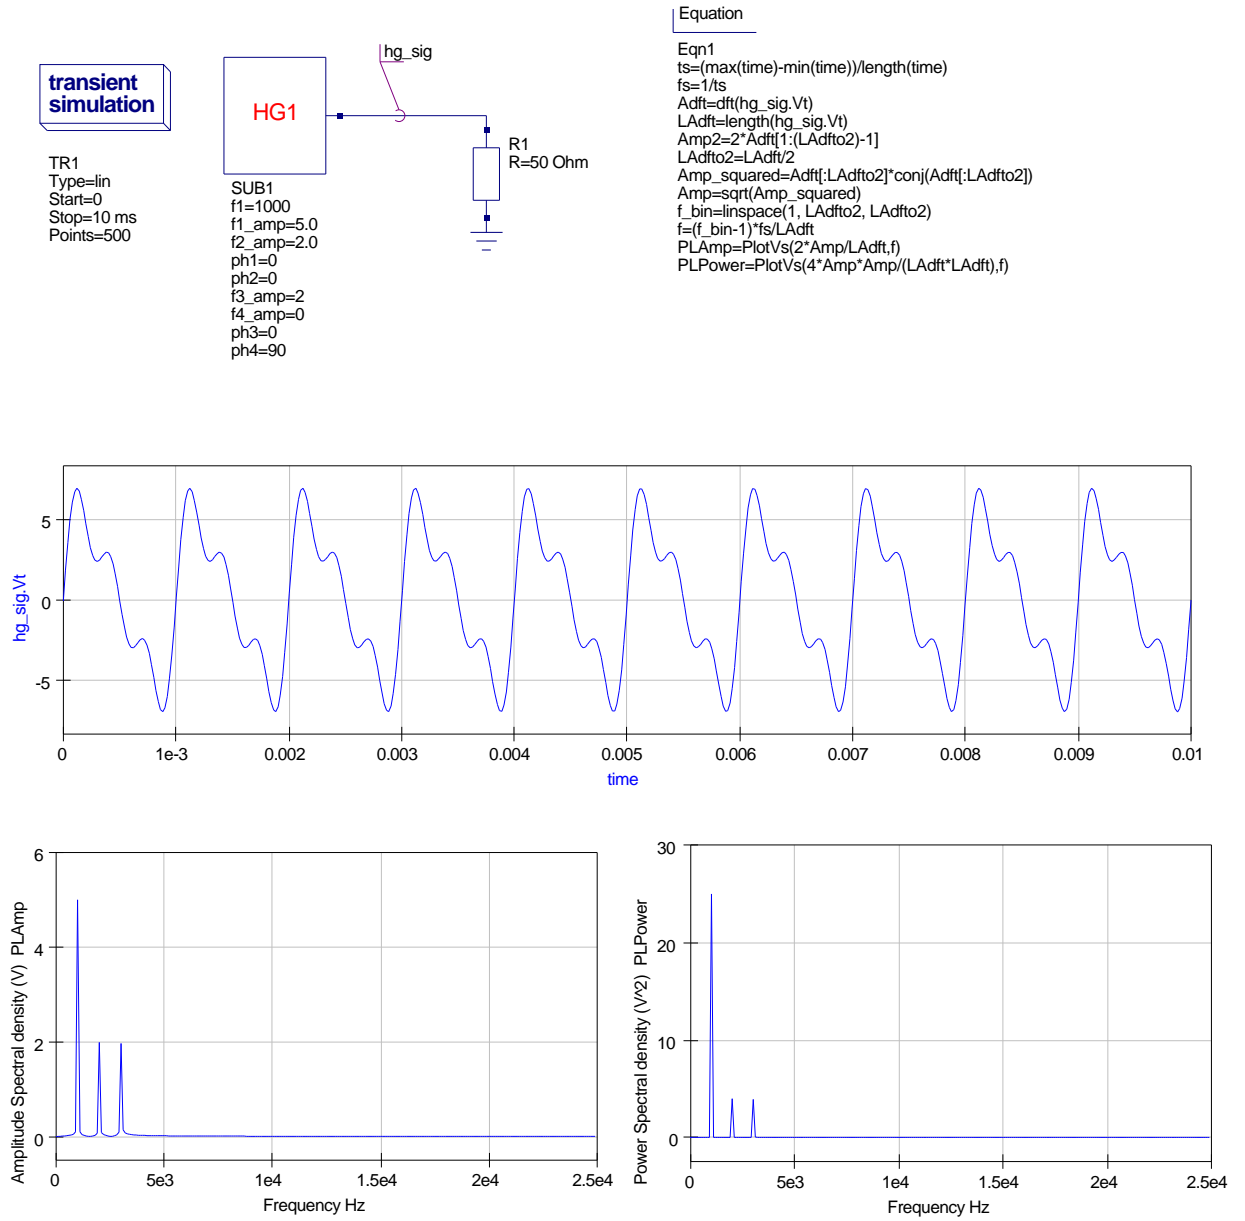 transient
simulation
TR1
Type=lin
Start=0
Stop=10 ms
Points=500
HG1
SUB1
f1=1000
f1_amp=5.0
f2_amp=2.0
ph1=0
ph2=0
f3_amp=2
f4_amp=0
ph3=0
ph4=90
hg_sig
R1
R=50 Ohm
Equation
Eqn1
ts=(max(time)-min(time))/length(time)
fs=1/ts
Adft=dft(hg_sig.Vt)
LAdft=length(hg_sig.Vt)
Amp2=2*Adft[1:(LAdfto2)-1]
LAdfto2=LAdft/2
Amp_squared=Adft[:LAdfto2]*conj(Adft[:LAdfto2])
Amp=sqrt(Amp_squared)
f_bin=linspace(1, LAdfto2, LAdfto2)
f=(f_bin-1)*fs/LAdft
PLAmp=PlotVs(2*Amp/LAdft,f)
PLPower=PlotVs(4*Amp*Amp/(LAdft*LAdft),f)
hg_sig.Vt
5
0
-5
0 1e-3 0.002 0.003 0.004 0.005 0.006 0.007 0.008 0.009 0.01
time
Amplitude Spectral density (V) PLAmp
6
4
2
0
0 5e3 1e4 1.5e4 2e4 2.5e4
Frequency Hz
Power Spectral density (V^2) PLPower
30
20
10
0
0 5e3 1e4 1.5e4 2e4 2.5e4
Frequency Hz